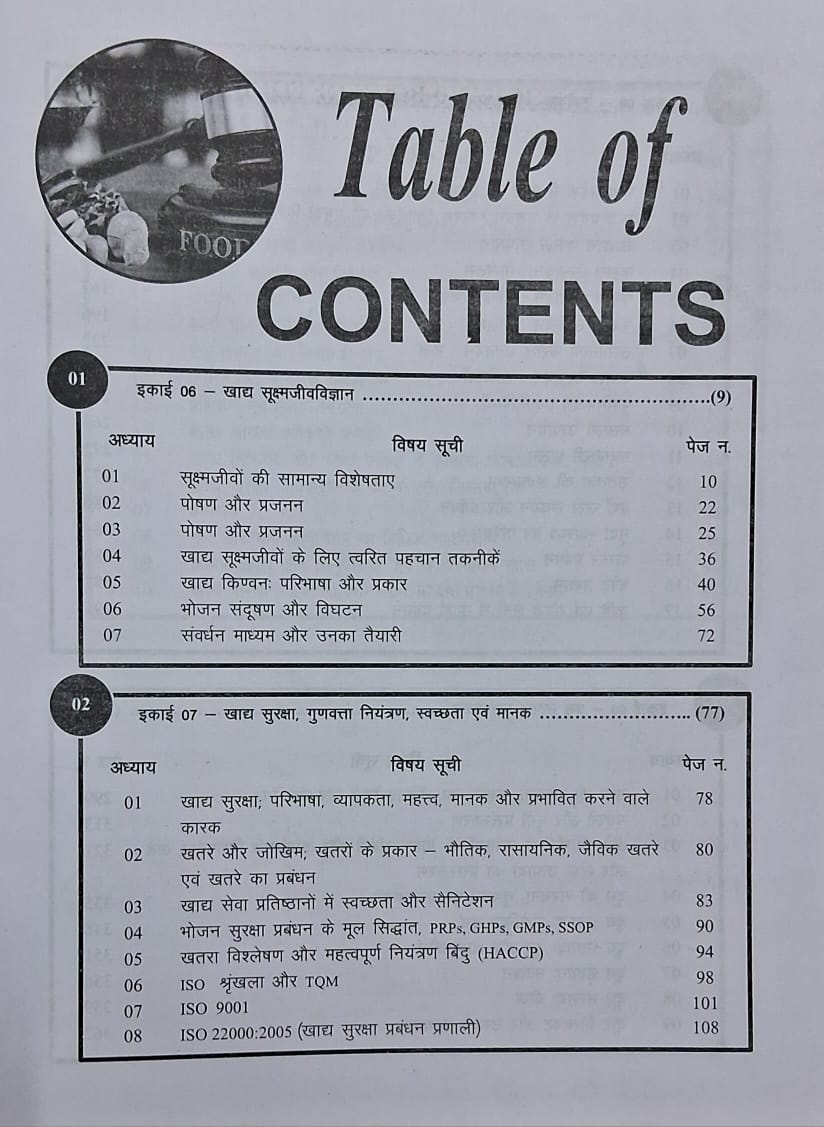 FOOD
Table of
CONTENTS
01
इकाई 06 – खाद्य सूक्ष्मजीवविज्ञान ........................................................................(9)
अध्याय विषय सूची पेज न.
01 सूक्ष्मजीवों की सामान्य विशेषताए 10
02 पोषण और प्रजनन 22
03 पोषण और प्रजनन 25
04 खाद्य सूक्ष्मजीवों के लिए त्वरित पहचान तकनीकें 36
05 खाद्य किण्वनः परिभाषा और प्रकार 40
06 भोजन संदूषण और विघटन 56
07 संवर्धन माध्यम और उनका तैयारी 72
02
इकाई 07 – खाद्य सुरक्षा, गुणवत्ता नियंत्रण, स्वच्छता एवं मानक .......................... (77)
अध्याय विषय सूची पेज न.
01 खाद्य सुरक्षा; परिभाषा, व्यापकता, महत्त्व, मानक और प्रभावित करने वाले 78
कारक
02 खतरे और जोखिम; खतरों के प्रकार – भौतिक, रासायनिक, जैविक खतरे 80
एवं खतरे का प्रबंधन
03 खाद्य सेवा प्रतिष्ठानों में स्वच्छता और सैनिटेशन 83
04 भोजन सुरक्षा प्रबंधन के मूल सिद्धांत, PRPs, GHPs, GMPs, SSOP 90
05 खतरा विश्लेषण और महत्वपूर्ण नियंत्रण बिंदु (HACCP) 94
06 ISO श्रृंखला और TQM 98
07 ISO 9001 101
08 ISO 22000:2005 (खाद्य सुरक्षा प्रबंधन प्रणाली) 108